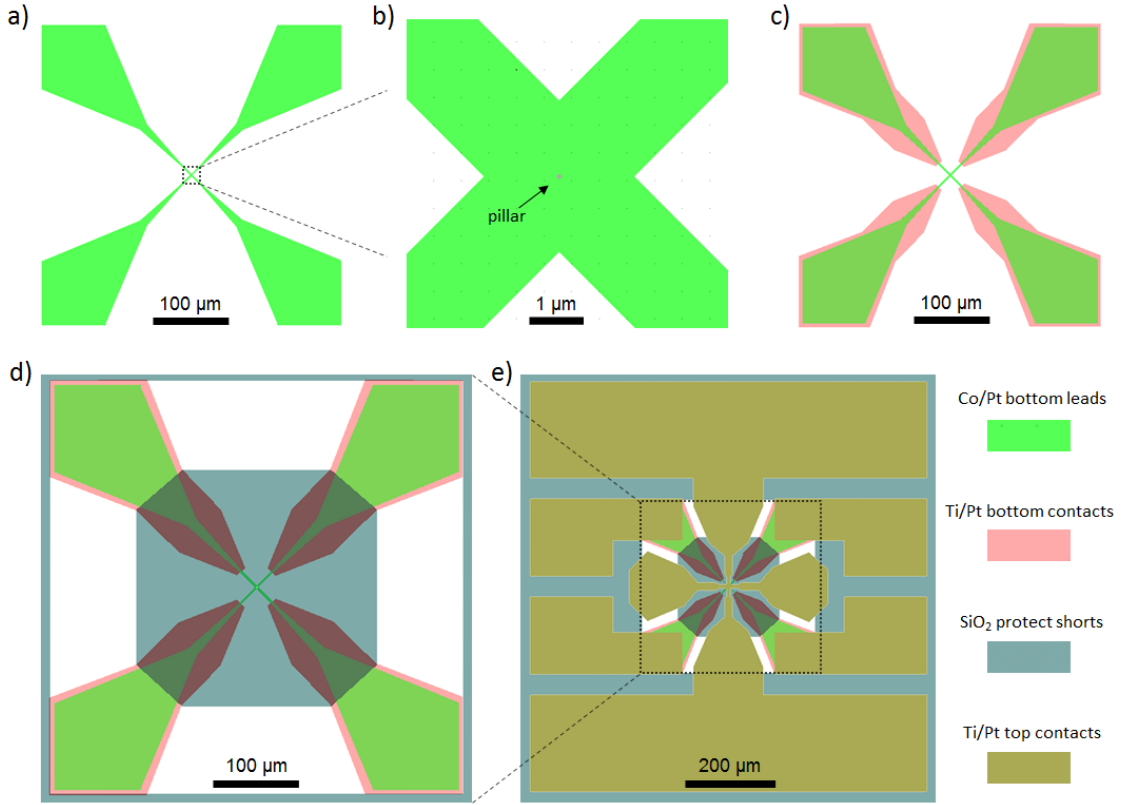 a)
b)
c)
pillar
100 µm
1 µm
100 µm
d)
e)
Co/Pt bottom leads
Ti/Pt bottom contacts
SiO₂ protect shorts
Ti/Pt top contacts
100 µm
200 µm